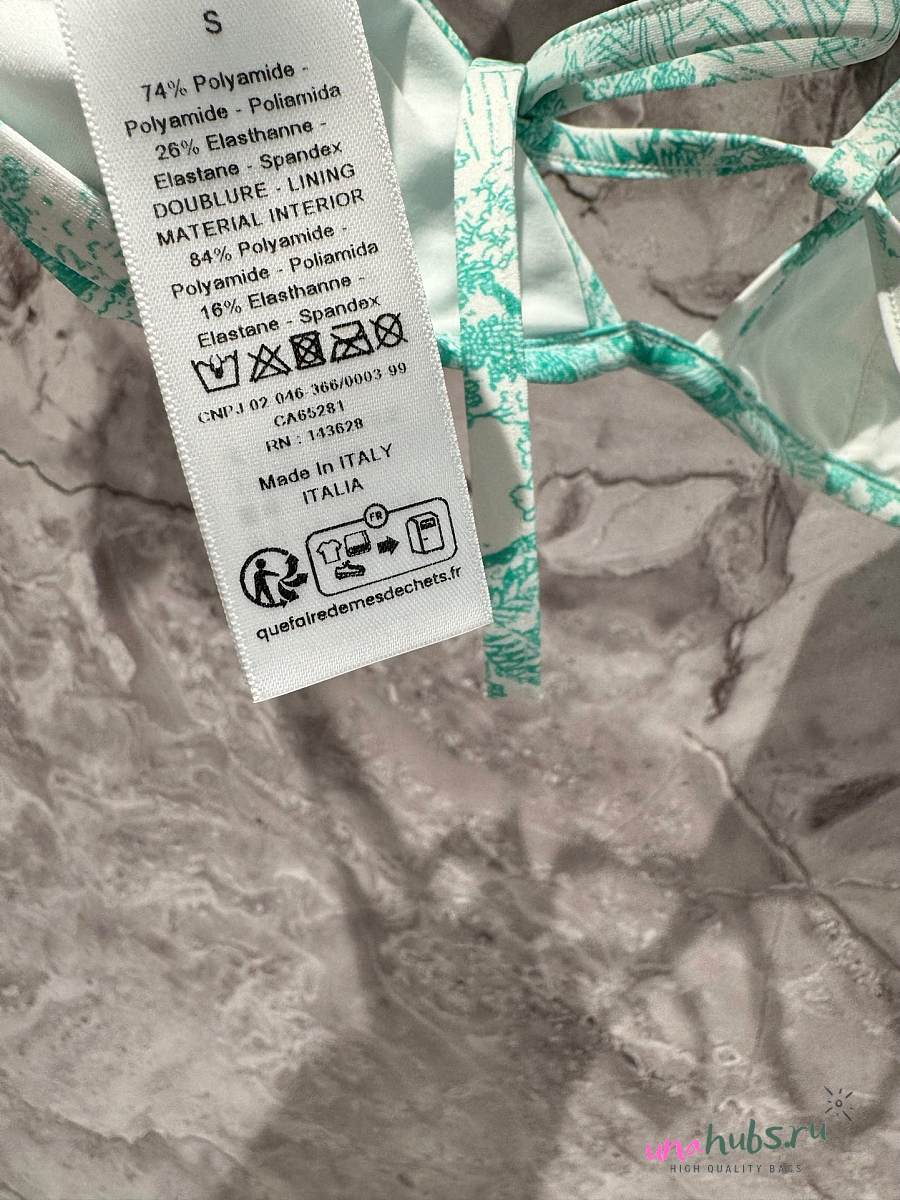 S
74% Polyamide -
Polyamide - Poliamida
26% Elasthanne -
Elastane - Spandex
DOUBLURE - LINING
MATERIAL INTERIOR
84% Polyamide -
Polyamide - Poliamida
16% Elasthanne -
Elastane - Spandex
CNPJ 02 046 366/0003 99
CA65281
RN : 143628
Made In ITALY
ITALIA
FR
quefairedemesdechets.fr
unahubs.ru
HIGH QUALITY BAGS